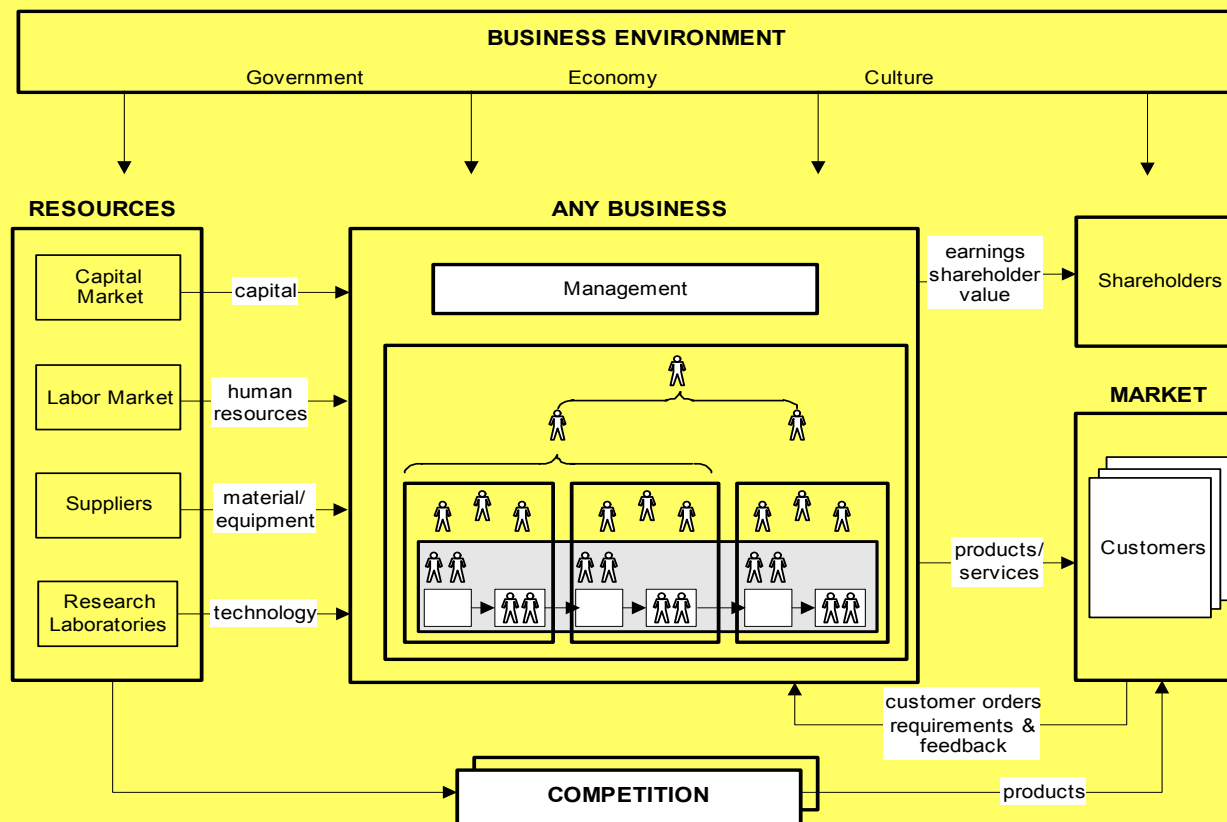 BUSINESS ENVIRONMENT
Government Economy Culture
RESOURCES
ANY BUSINESS
Capital
Market
capital
Management
earnings
shareholder
value
Shareholders
Labor Market
human
resources
MARKET
Suppliers
material/
equipment
products/
services
Customers
Research
Laboratories
technology
customer orders
requirements &
feedback
COMPETITION
products